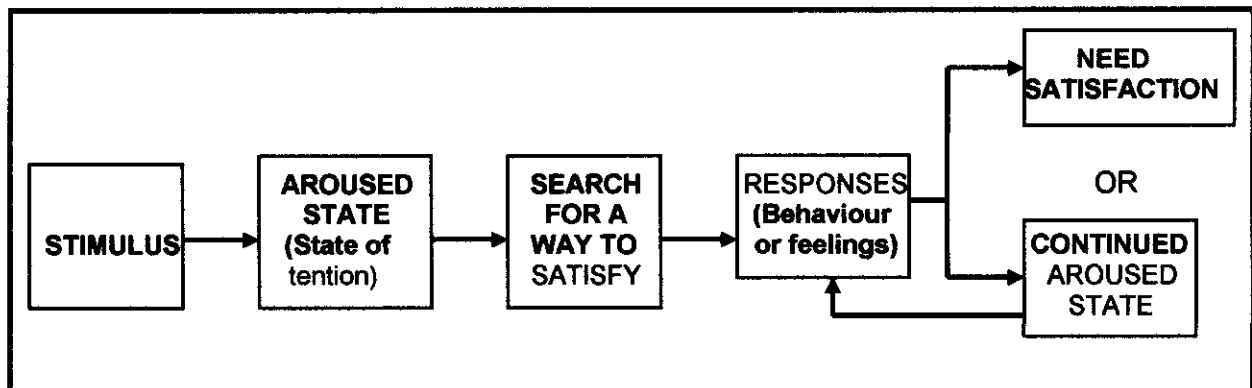 STIMULUS
AROUSED
STATE
(State of
tention)
SEARCH
FOR A
WAY TO
SATISFY
RESPONSES
(Behaviour
or feelings)
NEED
SATISFACTION
OR
CONTINUED
AROUSED
STATE